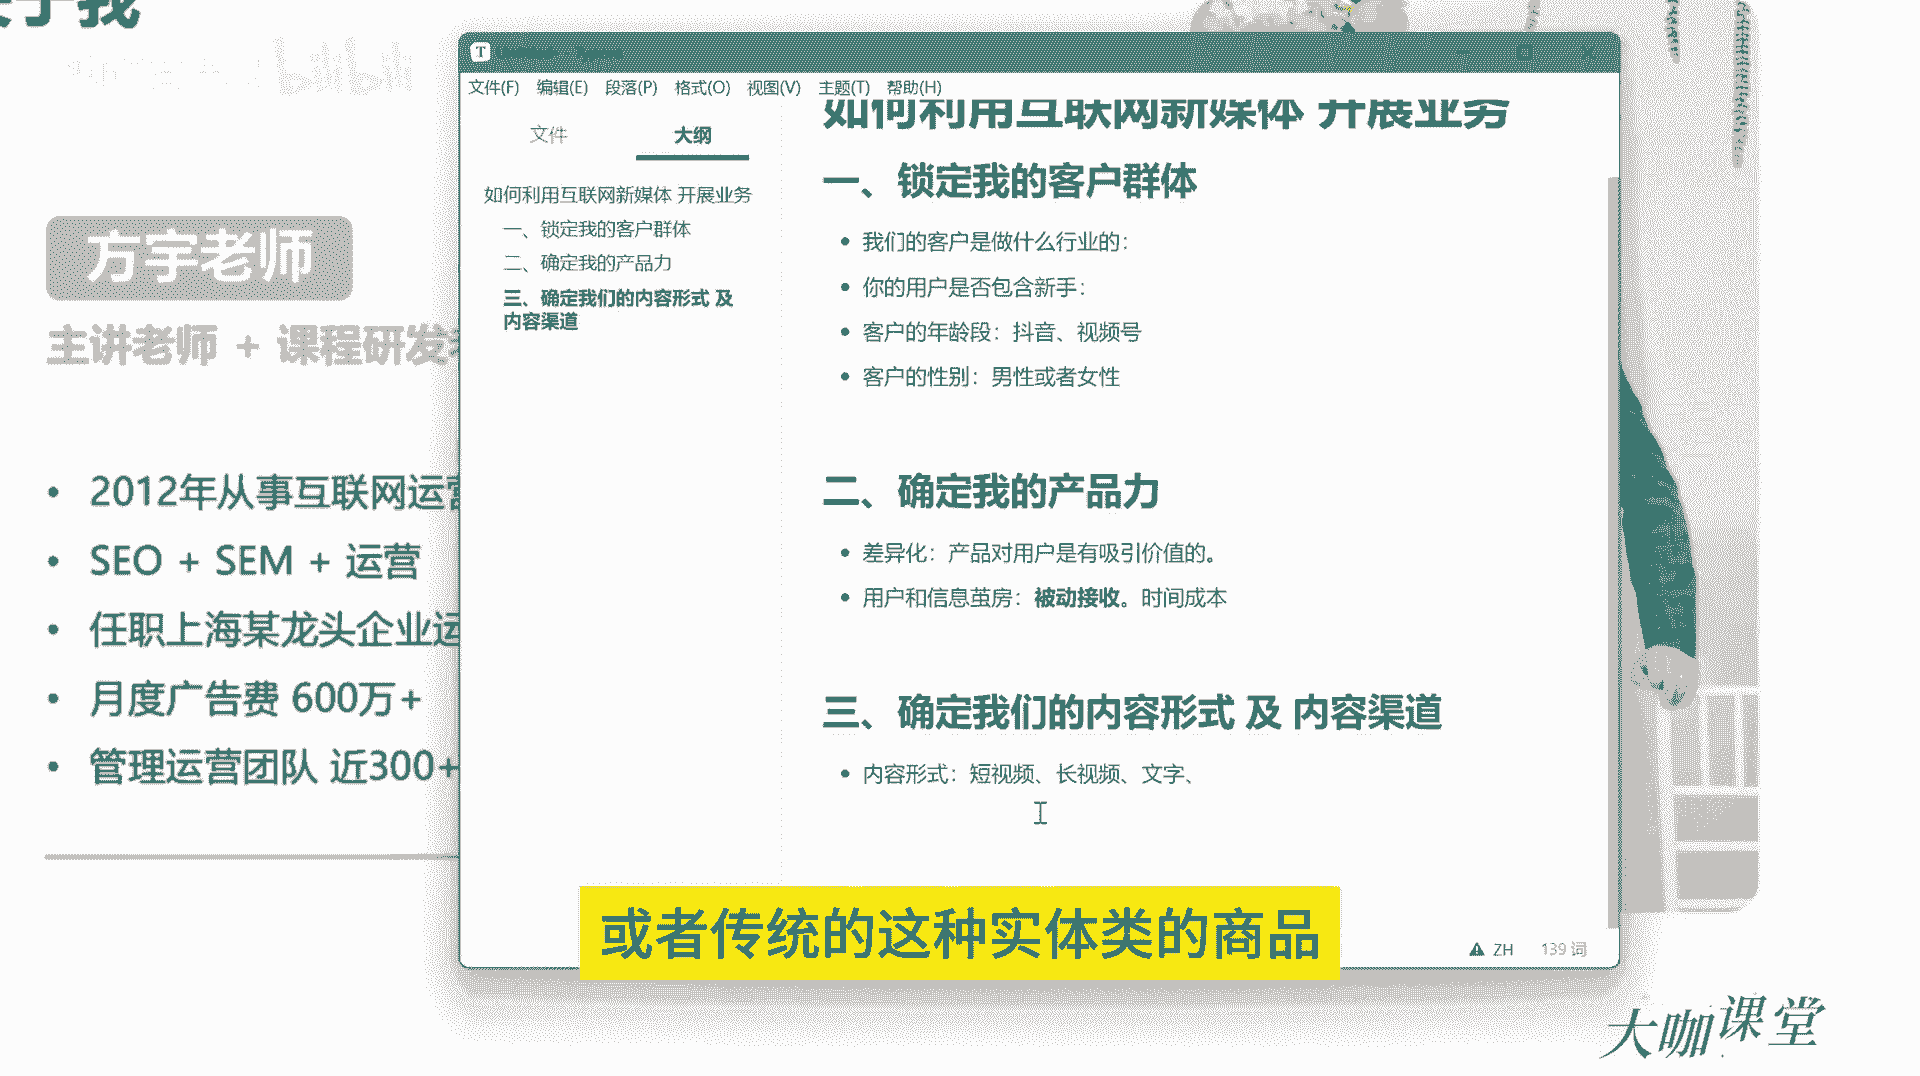 关于我
bilibili
方宇老师
主讲老师 + 课程研发
2012年从事互联网运营
SEO + SEM + 运营
任职上海某龙头企业运
月度广告费 600万+
管理运营团队 近300+
T
文件(F) 编辑(E) 段落(P) 格式(O) 视图(V) 主题(T) 帮助(H)
文件 大纲
如何利用互联网新媒体 开展业务
一、锁定我的客户群体
二、确定我的产品力
三、确定我们的内容形式 及
内容渠道
如何利用互联网新媒体 开展业务
一、锁定我的客户群体
我们的客户是做什么行业的：
你的用户是否包含新手：
客户的年龄段：抖音、视频号
客户的性别：男性或者女性
二、确定我的产品力
差异化：产品对用户是有吸引价值的。
用户和信息茧房：被动接收。时间成本
三、确定我们的内容形式 及 内容渠道
内容形式：短视频、长视频、文字、
ZH 139 词
或者传统的这种实体类的商品
大咖课堂